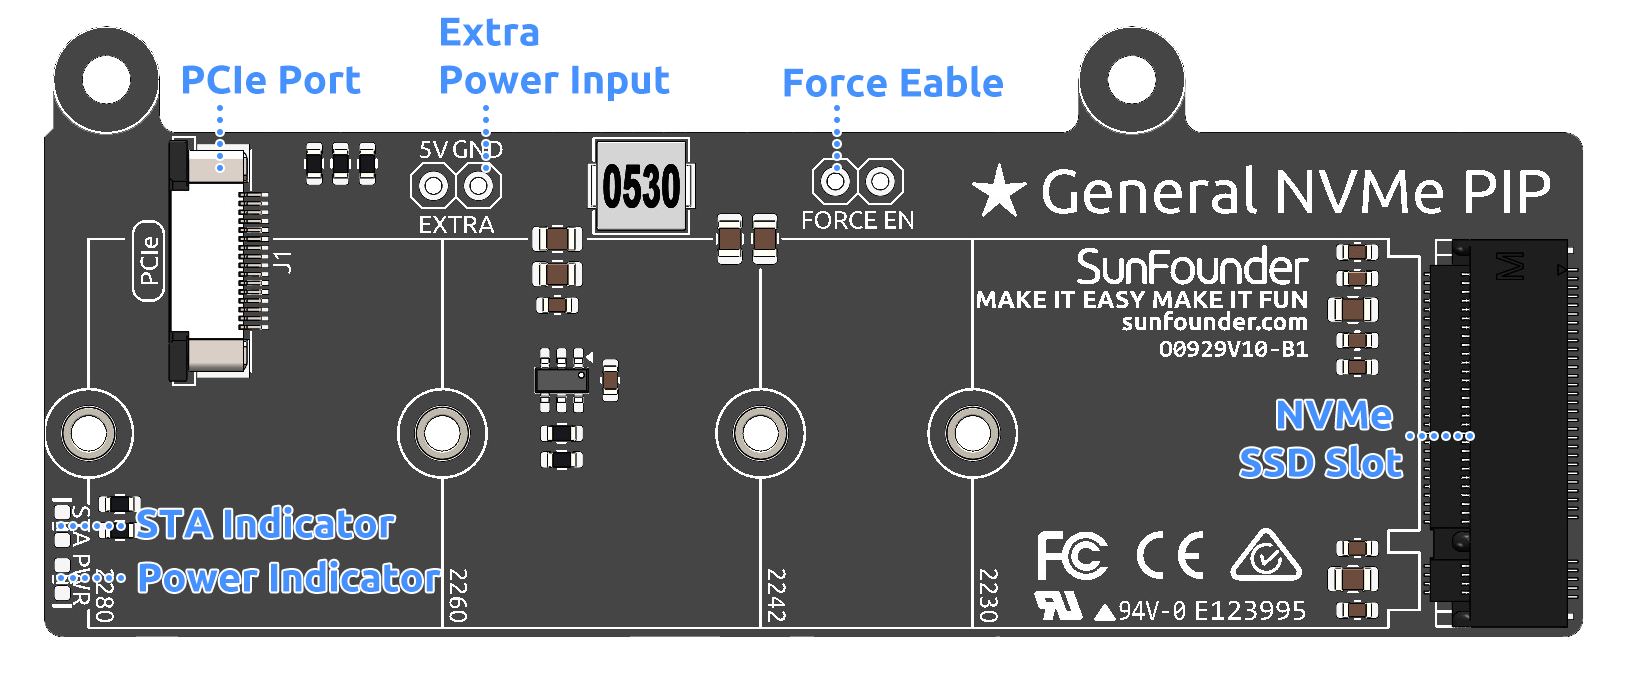 Extra
PCIe Port
Power Input
Force Eable
5V GND
EXTRA
0530
FORCE EN
★ General NVMe PIP
PCIe
J1
SunFounder
MAKE IT EASY MAKE IT FUN
sunfounder.com
O0929V10-B1
M
NVMe
SSD Slot
STA
STA Indicator
PWR
Power Indicator
2280
2260
2242
2230
FC CE
94V-0 E123995